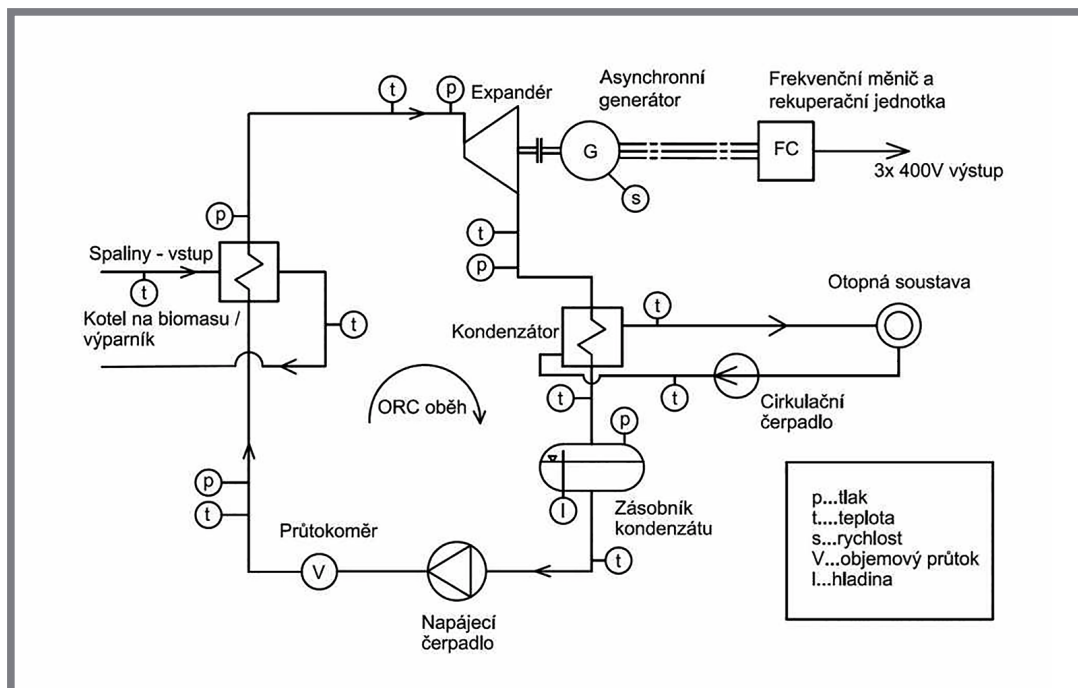 Expandér
Asynchronní
generátor
Frekvenční měnič a
rekuperační jednotka
t
p
G
FC
3x 400V výstup
s
p
t
p
Spaliny - vstup
t
Kotel na biomasu /
výparník
t
Kondenzátor
t
Otopná soustava
ORC oběh
t
t
Cirkulační
čerpadlo
p
l
Zásobník
kondenzátu
p
t
Průtokoměr
V
t
Napájecí
čerpadlo
p...tlak
t....teplota
s...rychlost
V...objemový průtok
l...hladina